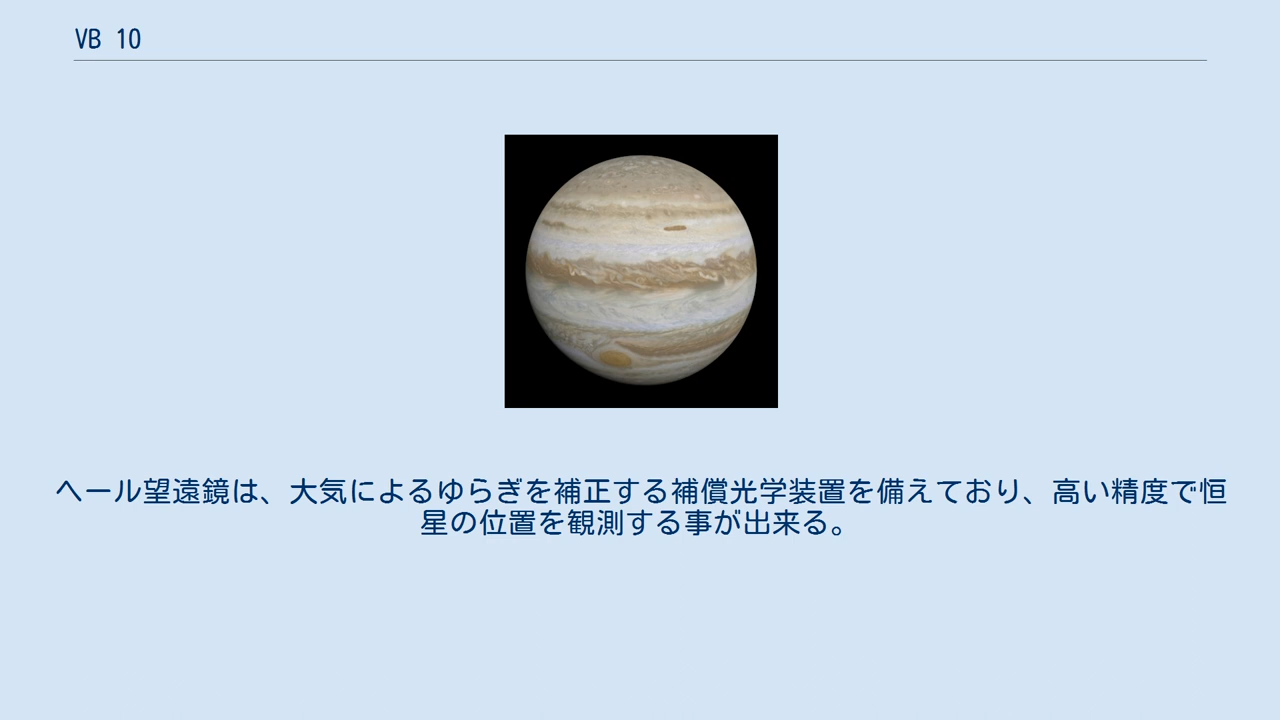 VB 10
ヘール望遠鏡は、大気によるゆらぎを補正する補償光学装置を備えており、高い精度で恒
星の位置を観測する事が出来る。